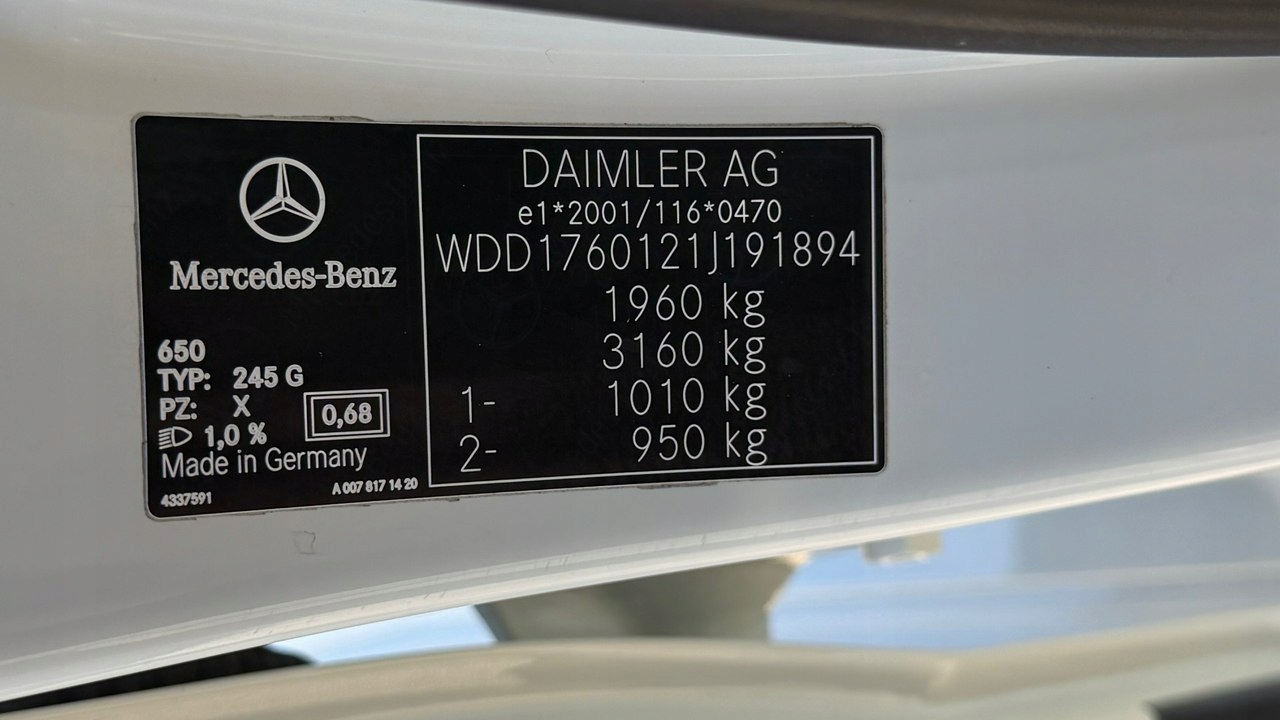 Mercedes-Benz
650
TYP: 245 G
PZ: X
0,68
1,0 %
Made in Germany
4337591
A 007 817 14 20
DAIMLER AG
e1*2001/116*0470
WDD1760121J191894
1960 kg
3160 kg
1- 1010 kg
2- 950 kg